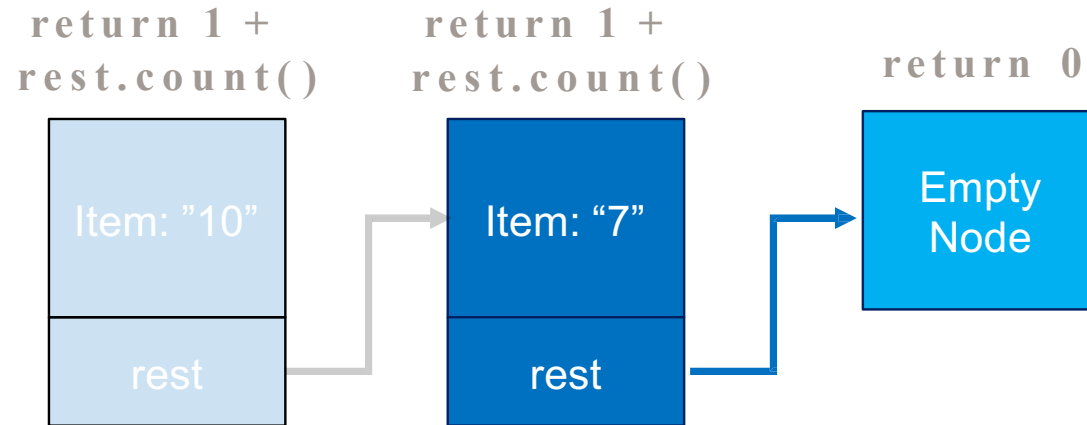 return 1 +
rest.count()
return 1 +
rest.count()
return 0
Item: ”10”
rest
Item: “7”
rest
Empty
Node